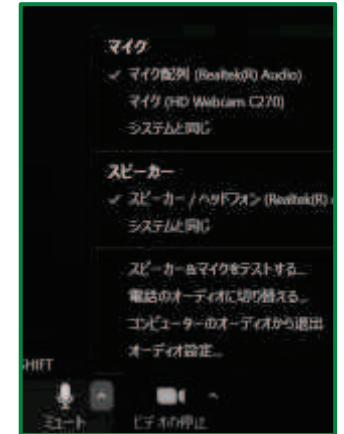 マイク
✓ マイク配列 (Realtek(R) Audio)
マイク (HD Webcam C270)
システムと同じ
スピーカー
✓ スピーカー / ヘッドフォン (Realtek(R)
システムと同じ
スピーカー&マイクをテストする...
電話のオーディオに切り替える...
コンピューターのオーディオから退出
オーディオ設定...
SHIFT
ミュート ビデオの停止